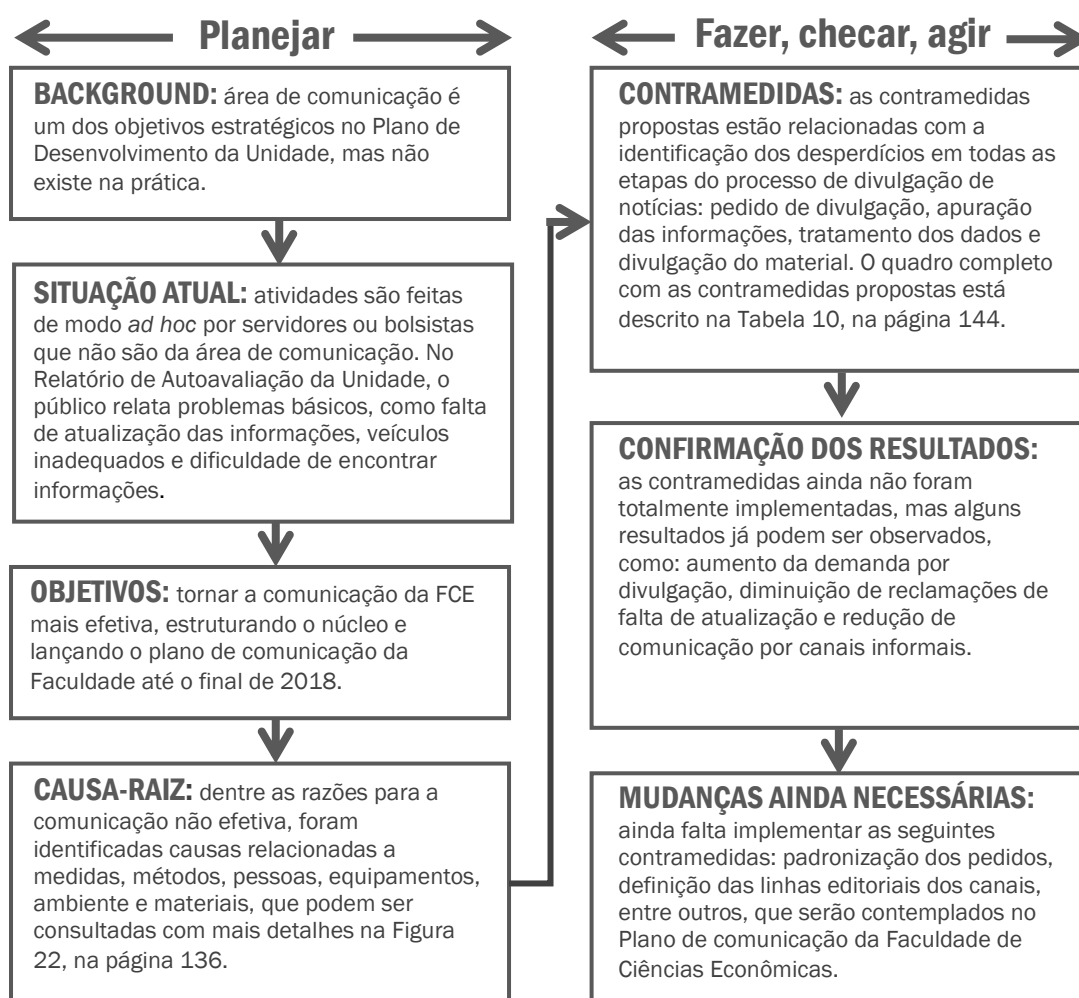 Planejar
BACKGROUND: área de comunicação é
um dos objetivos estratégicos no Plano de
Desenvolvimento da Unidade, mas não
existe na prática.
SITUAÇÃO ATUAL: atividades são feitas
de modo ad hoc por servidores ou bolsistas
que não são da área de comunicação. No
Relatório de Autoavaliação da Unidade, o
público relata problemas básicos, como falta
de atualização das informações, veículos
inadequados e dificuldade de encontrar
informações.
OBJETIVOS: tornar a comunicação da FCE
mais efetiva, estruturando o núcleo e
lançando o plano de comunicação da
Faculdade até o final de 2018.
CAUSA-RAIZ: dentre as razões para a
comunicação não efetiva, foram
identificadas causas relacionadas a
medidas, métodos, pessoas, equipamentos,
ambiente e materiais, que podem ser
consultadas com mais detalhes na Figura
22, na página 136.
Fazer, checar, agir
CONTRAMEDIDAS: as contramedidas
propostas estão relacionadas com a
identificação dos desperdícios em todas as
etapas do processo de divulgação de
notícias: pedido de divulgação, apuração
das informações, tratamento dos dados e
divulgação do material. O quadro completo
com as contramedidas propostas está
descrito na Tabela 10, na página 144.
CONFIRMAÇÃO DOS RESULTADOS:
as contramedidas ainda não foram
totalmente implementadas, mas alguns
resultados já podem ser observados,
como: aumento da demanda por
divulgação, diminuição de reclamações de
falta de atualização e redução de
comunicação por canais informais.
MUDANÇAS AINDA NECESSÁRIAS:
ainda falta implementar as seguintes
contramedidas: padronização dos pedidos,
definição das linhas editoriais dos canais,
entre outros, que serão contemplados no
Plano de comunicação da Faculdade de
Ciências Econômicas.